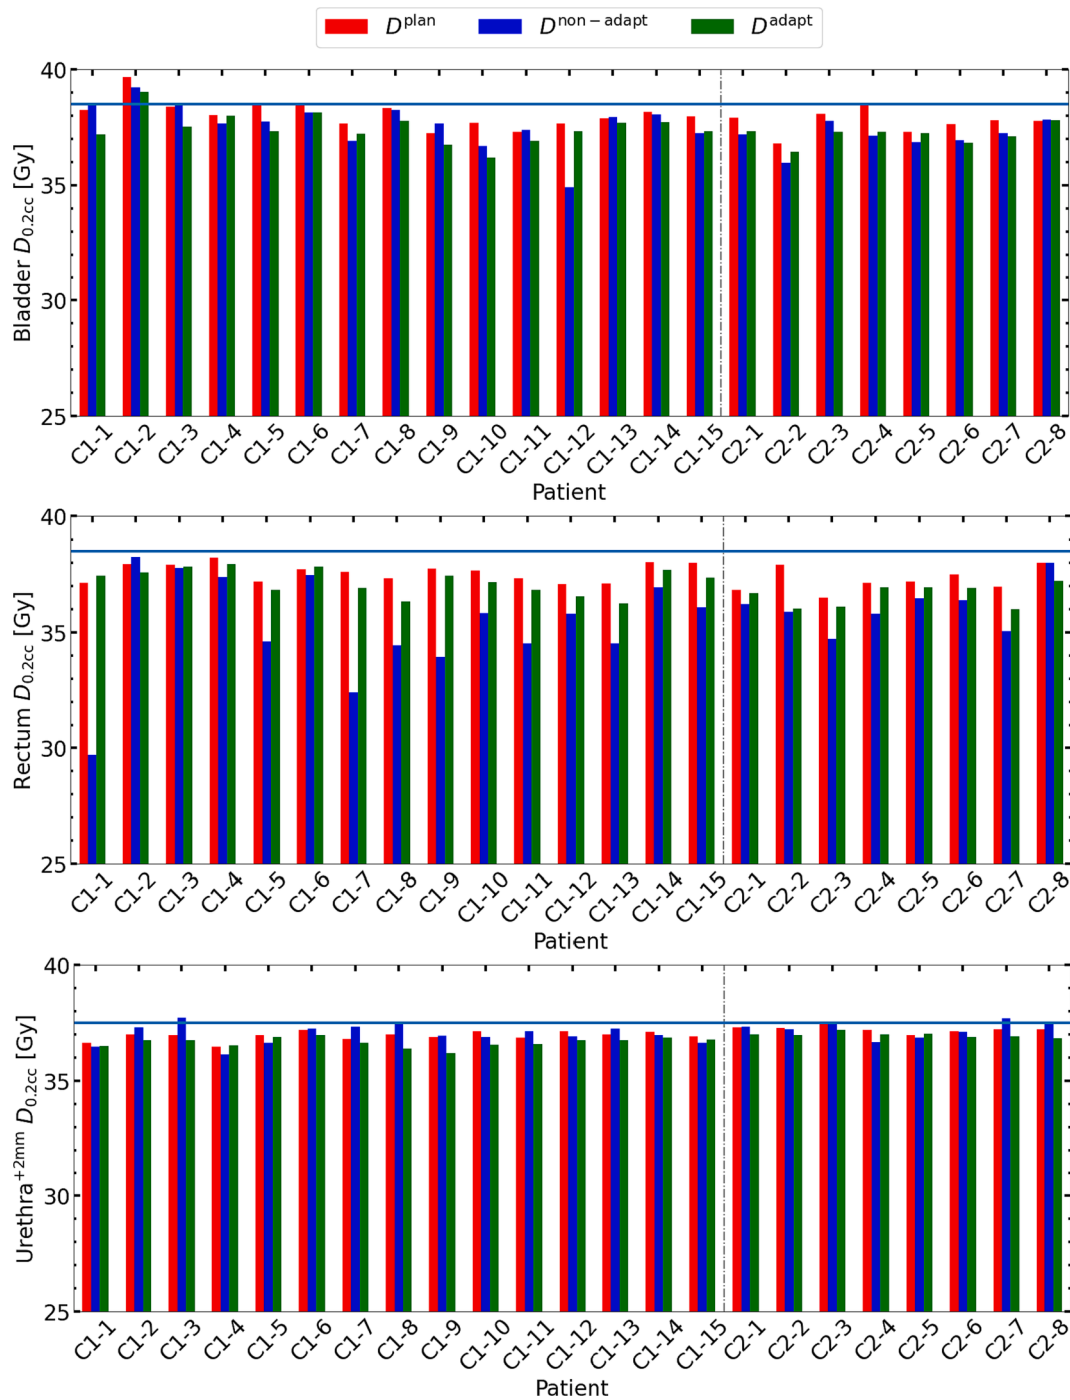 D^plan D^non−adapt D^adapt
Bladder D_0.2cc [Gy]
40
35
30
25
C1-1 C1-2 C1-3 C1-4 C1-5 C1-6 C1-7 C1-8 C1-9 C1-10 C1-11 C1-12 C1-13 C1-14 C1-15 C2-1 C2-2 C2-3 C2-4 C2-5 C2-6 C2-7 C2-8
Patient
Rectum D_0.2cc [Gy]
40
35
30
25
C1-1 C1-2 C1-3 C1-4 C1-5 C1-6 C1-7 C1-8 C1-9 C1-10 C1-11 C1-12 C1-13 C1-14 C1-15 C2-1 C2-2 C2-3 C2-4 C2-5 C2-6 C2-7 C2-8
Patient
Urethra^+2mm D_0.2cc [Gy]
40
35
30
25
C1-1 C1-2 C1-3 C1-4 C1-5 C1-6 C1-7 C1-8 C1-9 C1-10 C1-11 C1-12 C1-13 C1-14 C1-15 C2-1 C2-2 C2-3 C2-4 C2-5 C2-6 C2-7 C2-8
Patient